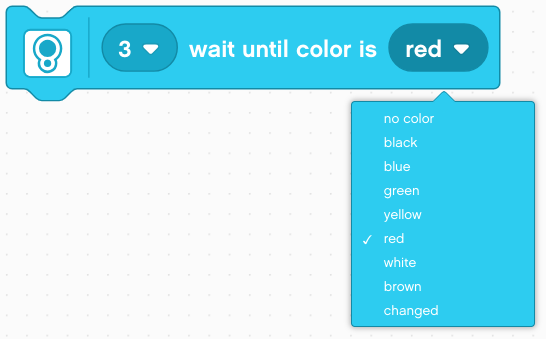 3 wait until color is red
no color
black
blue
green
yellow
✓ red
white
brown
changed